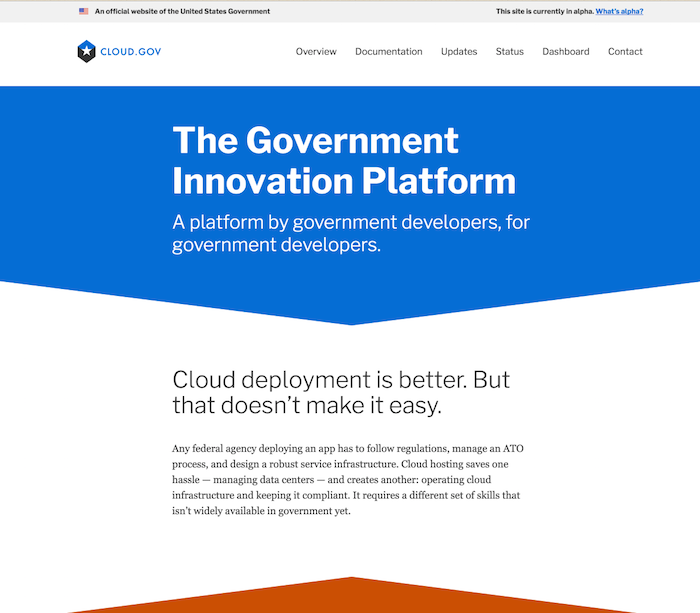 An official website of the United States Government
This site is currently in alpha. What's alpha?
CLOUD.GOV
Overview
Documentation
Updates
Status
Dashboard
Contact
The Government
Innovation Platform
A platform by government developers, for
government developers.
Cloud deployment is better. But
that doesn’t make it easy.
Any federal agency deploying an app has to follow regulations, manage an ATO
process, and design a robust service infrastructure. Cloud hosting saves one
hassle — managing data centers — and creates another: operating cloud
infrastructure and keeping it compliant. It requires a different set of skills that
isn’t widely available in government yet.